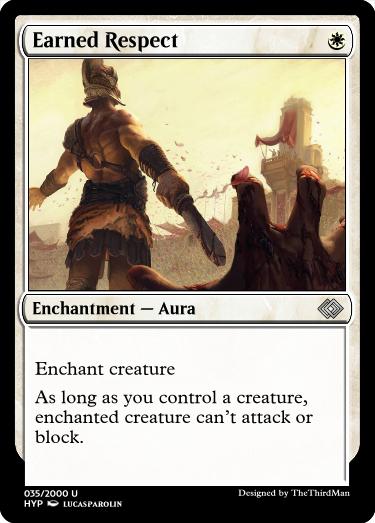 Earned Respect
Enchantment — Aura
Enchant creature
As long as you control a creature,
enchanted creature can't attack or
block.
035/2000 U
Designed by TheThirdMan
HYP LUCASPAROLIN